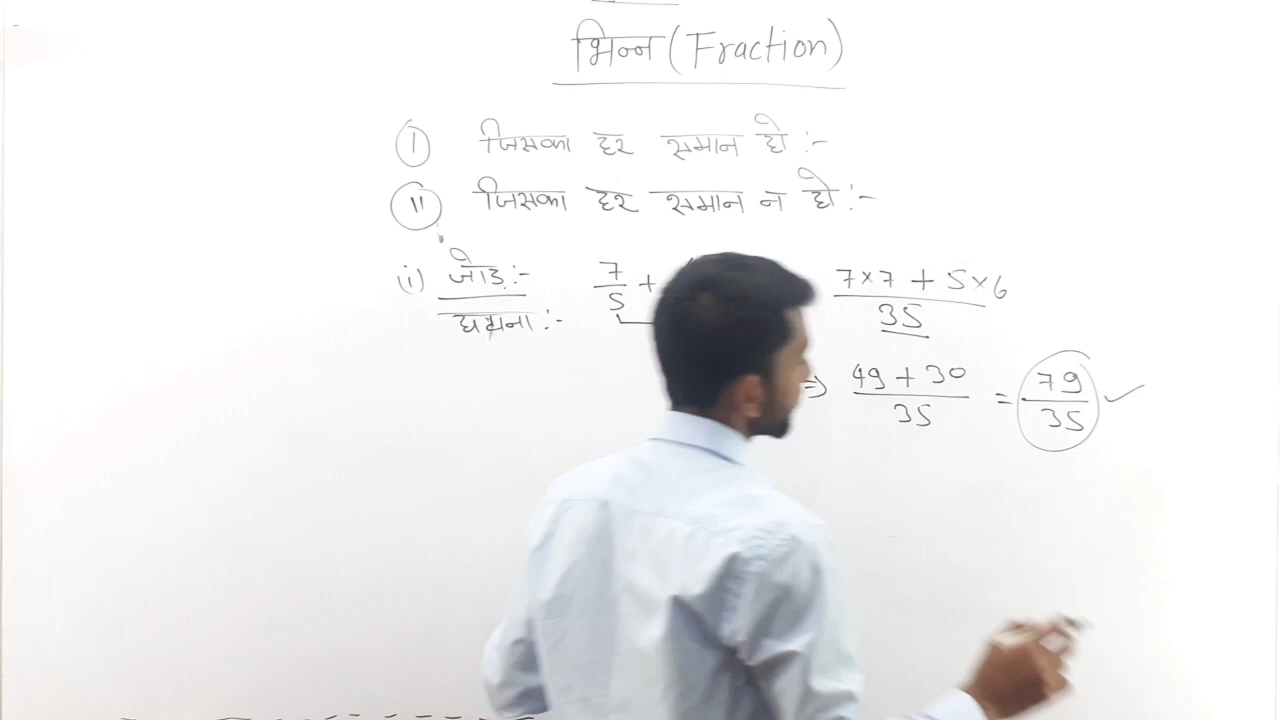 भिन्न (Fraction)
I जिसका हर समान हो :-
II जिसका हर समान न हो :-
(i) जोड़ :- 7/5 + 7×7 + 5×6/35
घटाना :-
⇒ 49+30/35 = 79/35 ✓